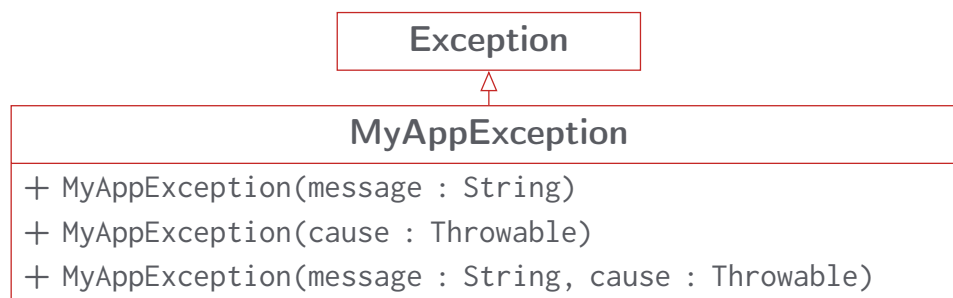 Exception
MyAppException
+ MyAppException(message : String)
+ MyAppException(cause : Throwable)
+ MyAppException(message : String, cause : Throwable)